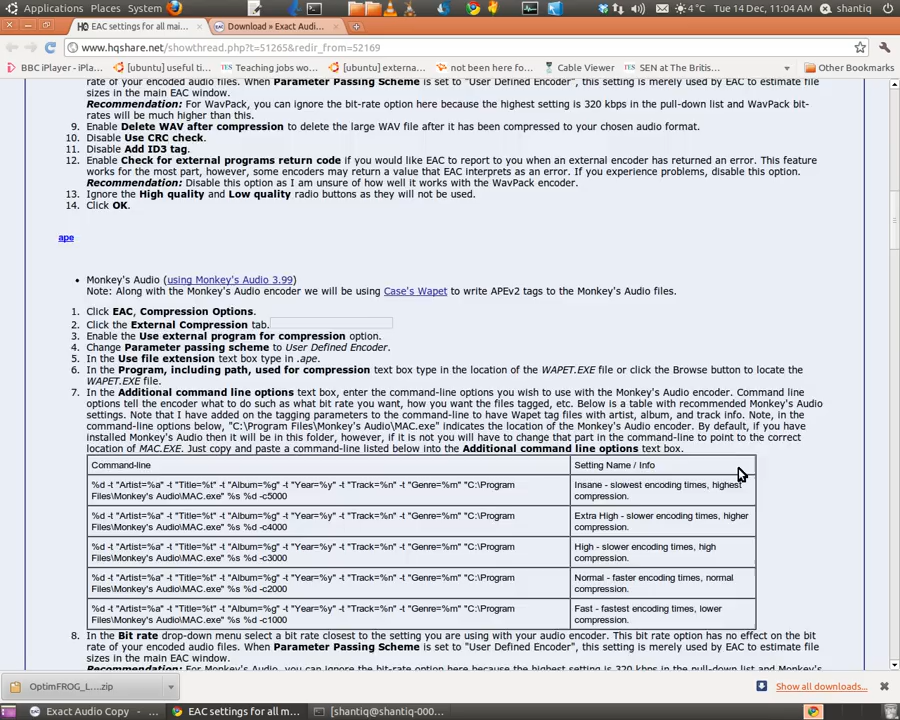 Applications Places System
4°C Tue 14 Dec, 11:04 AM shantiq
HQ EAC settings for all mai...
Download » Exact Audi...
www.hqshare.net/showthread.php?t=51265&redir_from=52169
BBC iPlayer - iPla...
[ubuntu] useful ti...
Teaching jobs wo...
[ubuntu] externa...
not been here fo...
Cable Viewer
SEN at The Britis...
Other Bookmarks
rate of your encoded audio files. When Parameter Passing Scheme is set to "User Defined Encoder", this setting is merely used by EAC to estimate file
sizes in the main EAC window.
Recommendation: For WavPack, you can ignore the bit-rate option here because the highest setting is 320 kbps in the pull-down list and WavPack bit-
rates will be much higher than this.
9. Enable Delete WAV after compression to delete the large WAV file after it has been compressed to your chosen audio format.
10. Disable Use CRC check.
11. Disable Add ID3 tag.
12. Enable Check for external programs return code if you would like EAC to report to you when an external encoder has returned an error. This feature
works for the most part, however, some encoders may return a value that EAC interprets as an error. If you experience problems, disable this option.
Recommendation: Disable this option as I am unsure of how well it works with the WavPack encoder.
13. Ignore the High quality and Low quality radio buttons as they will not be used.
14. Click OK.
ape
• Monkey's Audio (using Monkey's Audio 3.99)
Note: Along with the Monkey's Audio encoder we will be using Case's Wapet to write APEv2 tags to the Monkey's Audio files.
1. Click EAC, Compression Options.
2. Click the External Compression tab.
3. Enable the Use external program for compression option.
4. Change Parameter passing scheme to User Defined Encoder.
5. In the Use file extension text box type in .ape.
6. In the Program, including path, used for compression text box type in the location of the WAPET.EXE file or click the Browse button to locate the
WAPET.EXE file.
7. In the Additional command line options text box, enter the command-line options you wish to use with the Monkey's Audio encoder. Command line
options tell the encoder what to do such as what bit rate you want, how you want the files tagged, etc. Below is a table with recommended Monkey's Audio
settings. Note that I have added on the tagging parameters to the command-line to have Wapet tag files with artist, album, and track info. Note, in the
command-line options below, "C:\Program Files\Monkey's Audio\MAC.exe" indicates the location of the Monkey's Audio encoder. By default, if you have
installed Monkey's Audio then it will be in this folder, however, if it is not you will have to change that part in the command-line to point to the correct
location of MAC.EXE. Just copy and paste a command-line listed below into the Additional command line options text box.
Command-line Setting Name / Info
%d -t "Artist=%a" -t "Title=%t" -t "Album=%g" -t "Year=%y" -t "Track=%n" -t "Genre=%m" "C:\Program Insane - slowest encoding times, highest
Files\Monkey's Audio\MAC.exe" %s %d -c5000 compression.
%d -t "Artist=%a" -t "Title=%t" -t "Album=%g" -t "Year=%y" -t "Track=%n" -t "Genre=%m" "C:\Program Extra High - slower encoding times, higher
Files\Monkey's Audio\MAC.exe" %s %d -c4000 compression.
%d -t "Artist=%a" -t "Title=%t" -t "Album=%g" -t "Year=%y" -t "Track=%n" -t "Genre=%m" "C:\Program High - slower encoding times, high
Files\Monkey's Audio\MAC.exe" %s %d -c3000 compression.
%d -t "Artist=%a" -t "Title=%t" -t "Album=%g" -t "Year=%y" -t "Track=%n" -t "Genre=%m" "C:\Program Normal - faster encoding times, normal
Files\Monkey's Audio\MAC.exe" %s %d -c2000 compression.
%d -t "Artist=%a" -t "Title=%t" -t "Album=%g" -t "Year=%y" -t "Track=%n" -t "Genre=%m" "C:\Program Fast - fastest encoding times, lower
Files\Monkey's Audio\MAC.exe" %s %d -c1000 compression.
8. In the Bit rate drop-down menu select a bit rate closest to the setting you are using with your audio encoder. This bit rate option has no effect on the bit
rate of your encoded audio files. When Parameter Passing Scheme is set to "User Defined Encoder", this setting is merely used by EAC to estimate file
sizes in the main EAC window.
Recommendation: For Monkey's Audio, you can ignore the bit-rate option here because the highest setting is 320 kbps in the pull-down list and Monkey's
OptimFROG_L....zip
Show all downloads...
Exact Audio Copy - ...
EAC settings for all m...
[shantiq@shantiq-000...